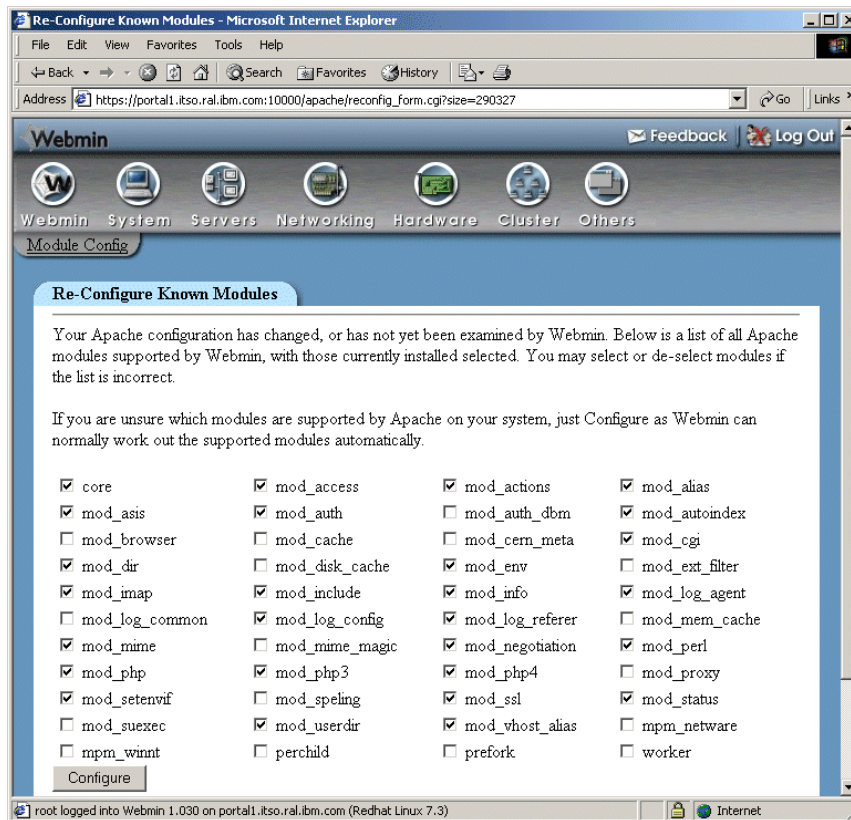 Re-Configure Known Modules - Microsoft Internet Explorer
File Edit View Favorites Tools Help
Back Search Favorites History
Address https://portal1.itso.ral.ibm.com:10000/apache/reconfig_form.cgi?size=290327 Go Links »
Webmin Feedback Log Out
Webmin System Servers Networking Hardware Cluster Others
Module Config
Re-Configure Known Modules
Your Apache configuration has changed, or has not yet been examined by Webmin. Below is a list of all Apache
modules supported by Webmin, with those currently installed selected. You may select or de-select modules if
the list is incorrect.
If you are unsure which modules are supported by Apache on your system, just Configure as Webmin can
normally work out the supported modules automatically.
core mod_access mod_actions mod_alias
mod_asis mod_auth mod_auth_dbm mod_autoindex
mod_browser mod_cache mod_cern_meta mod_cgi
mod_dir mod_disk_cache mod_env mod_ext_filter
mod_imap mod_include mod_info mod_log_agent
mod_log_common mod_log_config mod_log_referer mod_mem_cache
mod_mime mod_mime_magic mod_negotiation mod_perl
mod_php mod_php3 mod_php4 mod_proxy
mod_setenvif mod_speling mod_ssl mod_status
mod_suexec mod_userdir mod_vhost_alias mpm_netware
mpm_winnt perchild prefork worker
Configure
root logged into Webmin 1.030 on portal1.itso.ral.ibm.com (Redhat Linux 7.3) Internet